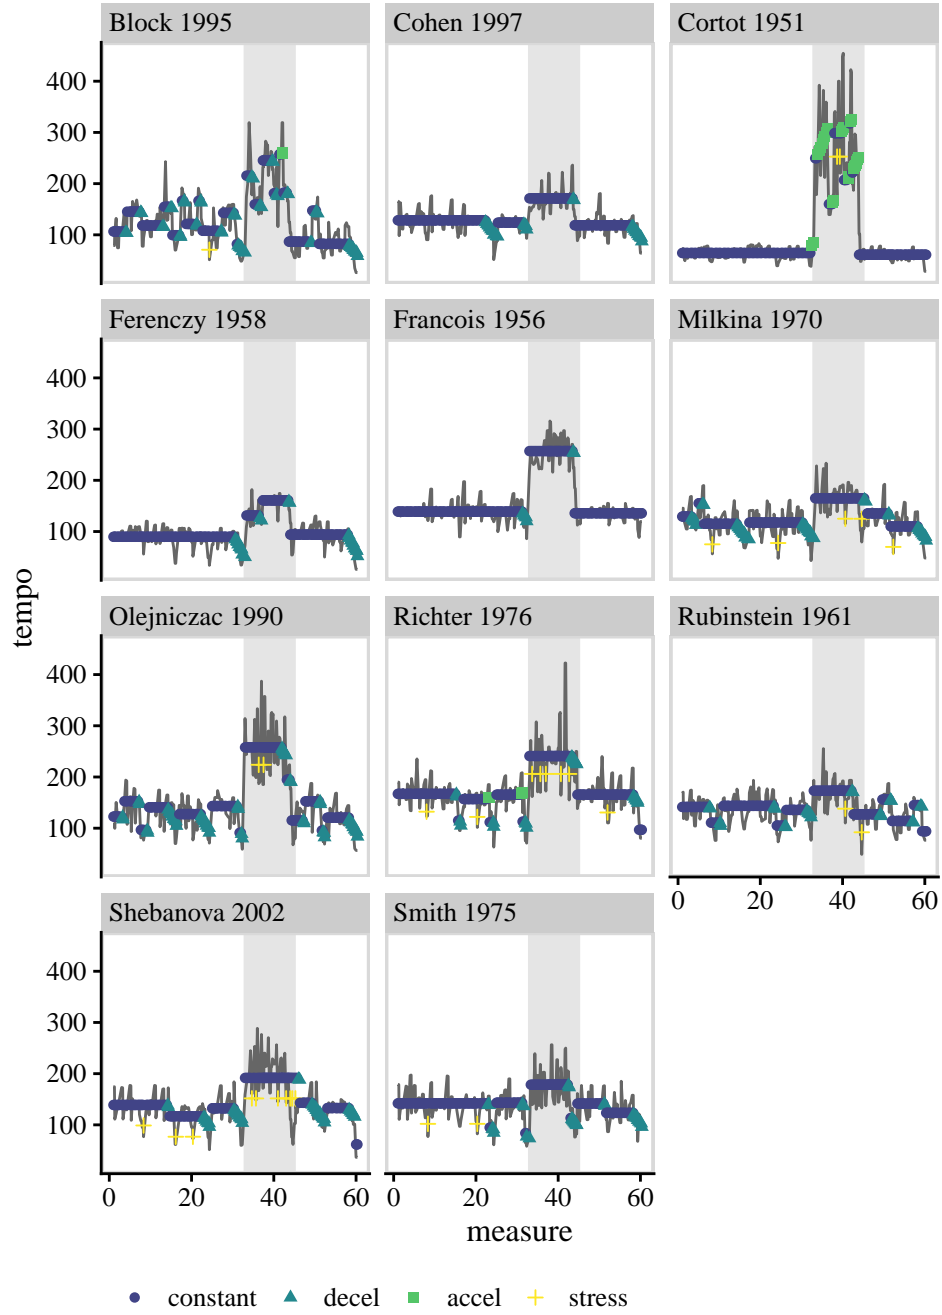 Block 1995 Cohen 1997 Cortot 1951
400
300
200
100
Ferenczy 1958 Francois 1956 Milkina 1970
400
300
200
100
tempo
Olejniczac 1990 Richter 1976 Rubinstein 1961
400
300
200
100
0 20 40 60
Shebanova 2002 Smith 1975
400
300
200
100
0 20 40 60 0 20 40 60
measure
constant decel accel stress